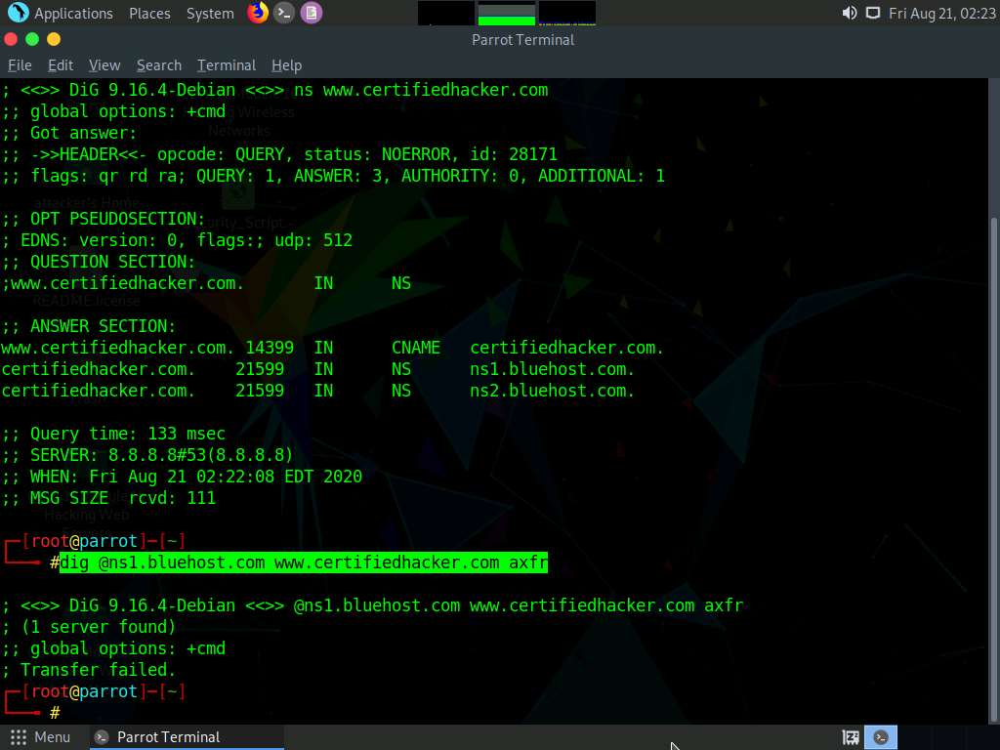 Applications Places System Fri Aug 21, 02:23
Parrot Terminal
File Edit View Search Terminal Help
; <<>> DiG 9.16.4-Debian <<>> ns www.certifiedhacker.com
;; global options: +cmd
;; Got answer:
;; ->>HEADER<<- opcode: QUERY, status: NOERROR, id: 28171
;; flags: qr rd ra; QUERY: 1, ANSWER: 3, AUTHORITY: 0, ADDITIONAL: 1
;; OPT PSEUDOSECTION:
; EDNS: version: 0, flags:; udp: 512
;; QUESTION SECTION:
;www.certifiedhacker.com. IN NS
README.license
;; ANSWER SECTION:
www.certifiedhacker.com. 14399 IN CNAME certifiedhacker.com.
certifiedhacker.com. 21599 IN NS ns1.bluehost.com.
certifiedhacker.com. 21599 IN NS ns2.bluehost.com.
;; Query time: 133 msec
;; SERVER: 8.8.8.8#53(8.8.8.8)
;; WHEN: Fri Aug 21 02:22:08 EDT 2020
;; MSG SIZE rcvd: 111
Hacking Web
[root@parrot]─[~]
#dig @ns1.bluehost.com www.certifiedhacker.com axfr
; <<>> DiG 9.16.4-Debian <<>> @ns1.bluehost.com www.certifiedhacker.com axfr
; (1 server found)
;; global options: +cmd
; Transfer failed.
[root@parrot]─[~]
#
Menu Parrot Terminal